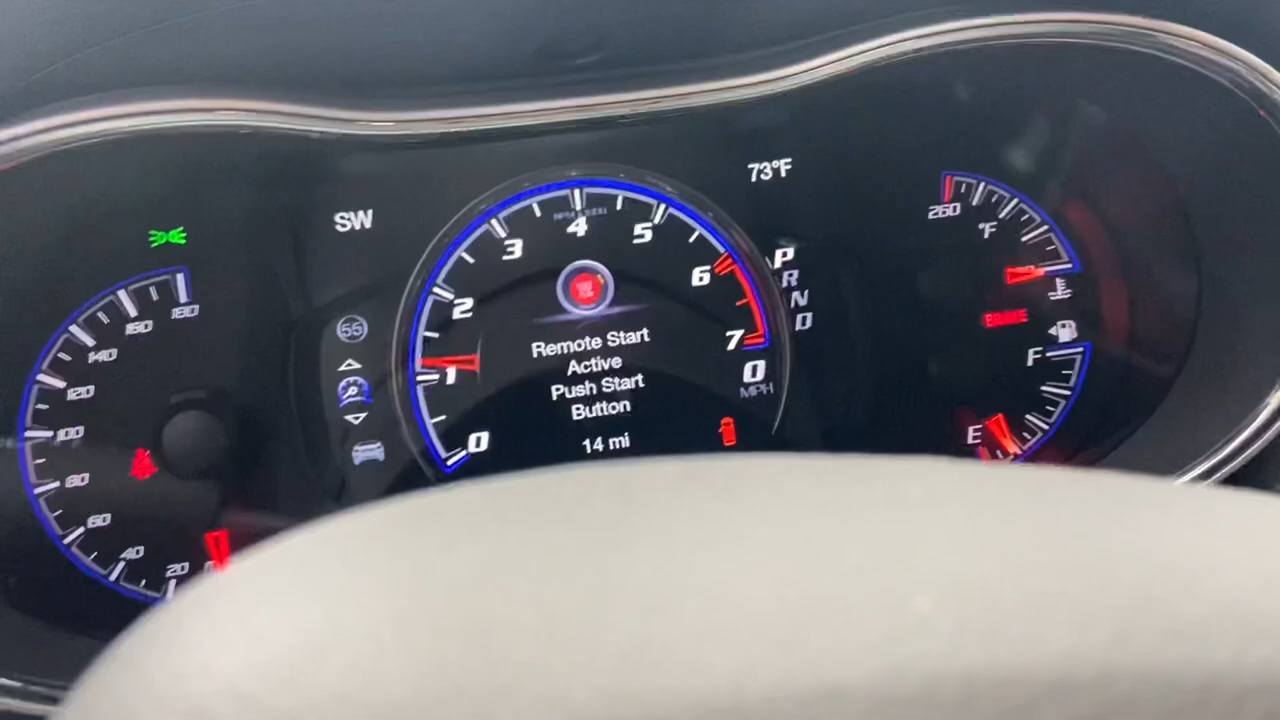 SW
73°F
260
°F
180
160
140
120
100
80
60
40
20
55
0
1
2
3
4
5
6
7
P
R
N
D
Remote Start
Active
Push Start
Button
14 mi
0
MPH
BRAKE
F
E